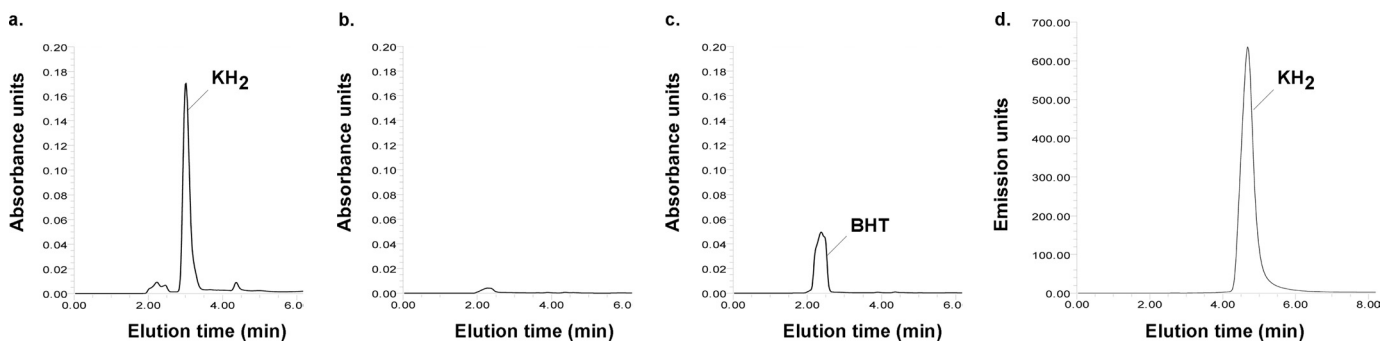 a.
Absorbance units
0.20
0.18
0.16
0.14
0.12
0.10
0.08
0.06
0.04
0.02
0.00
KH2
0.00 2.00 4.00 6.0
Elution time (min)
b.
Absorbance units
0.20
0.18
0.16
0.14
0.12
0.10
0.08
0.06
0.04
0.02
0.00
0.00 2.00 4.00 6.0
Elution time (min)
c.
Absorbance units
0.20
0.18
0.16
0.14
0.12
0.10
0.08
0.06
0.04
0.02
0.00
BHT
0.00 2.00 4.00 6.0
Elution time (min)
d.
Emission units
700.00
600.00
500.00
400.00
300.00
200.00
100.00
00.00
KH2
0.00 2.00 4.00 6.00 8.00
Elution time (min)